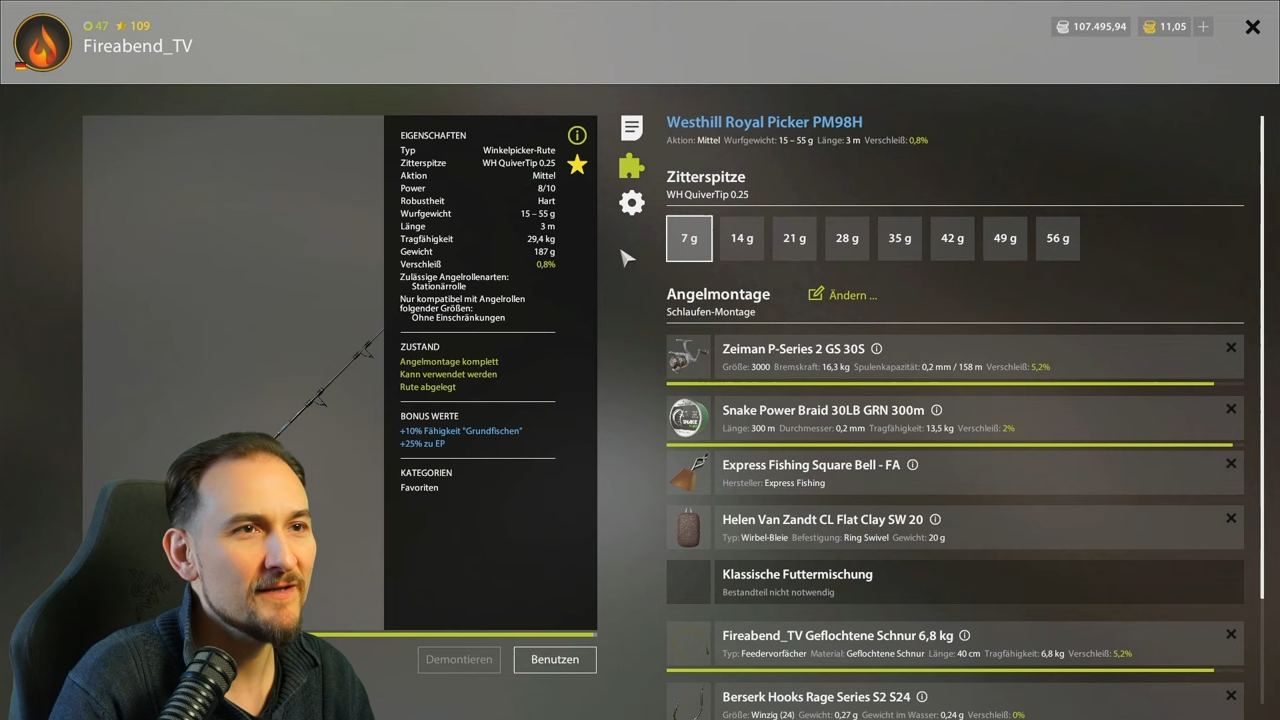 47 109
Fireabend_TV
107.495,94
11,05
EIGENSCHAFTEN
Typ Winkelpicker-Rute
Zitterspitze WH QuiverTip 0.25
Aktion Mittel
Power 8/10
Robustheit Hart
Wurfgewicht 15 – 55 g
Länge 3 m
Tragfähigkeit 29,4 kg
Gewicht 187 g
Verschleiß 0,8%
Zulässige Angelrollenarten:
Stationärrolle
Nur kompatibel mit Angelrollen
folgender Größen:
Ohne Einschränkungen
ZUSTAND
Angelmontage komplett
Kann verwendet werden
Rute abgelegt
BONUS WERTE
+10% Fähigkeit "Grundfischen"
+25% zu EP
KATEGORIEN
Favoriten
Demontieren
Benutzen
Westhill Royal Picker PM98H
Aktion: Mittel Wurfgewicht: 15 – 55 g Länge: 3 m Verschleiß: 0,8%
Zitterspitze
WH QuiverTip 0.25
7 g 14 g 21 g 28 g 35 g 42 g 49 g 56 g
Angelmontage Ändern ...
Schlaufen-Montage
Zeiman P-Series 2 GS 30S
Größe: 3000 Bremskraft: 16,3 kg Spulenkapazität: 0,2 mm / 158 m Verschleiß: 5,2%
Snake Power Braid 30LB GRN 300m
Länge: 300 m Durchmesser: 0,2 mm Tragfähigkeit: 13,5 kg Verschleiß: 2%
Express Fishing Square Bell - FA
Hersteller: Express Fishing
Helen Van Zandt CL Flat Clay SW 20
Typ: Wirbel-Bleie Befestigung: Ring Swivel Gewicht: 20 g
Klassische Futtermischung
Bestandteil nicht notwendig
Fireabend_TV Geflochtene Schnur 6,8 kg
Typ: Feedervorfächer Material: Geflochtene Schnur Länge: 40 cm Tragfähigkeit: 6,8 kg Verschleiß: 5,2%
Berserk Hooks Rage Series S2 S24
Größe: Winzig (24) Gewicht: 0,27 g Gewicht im Wasser: 0,24 g Verschleiß: 0%